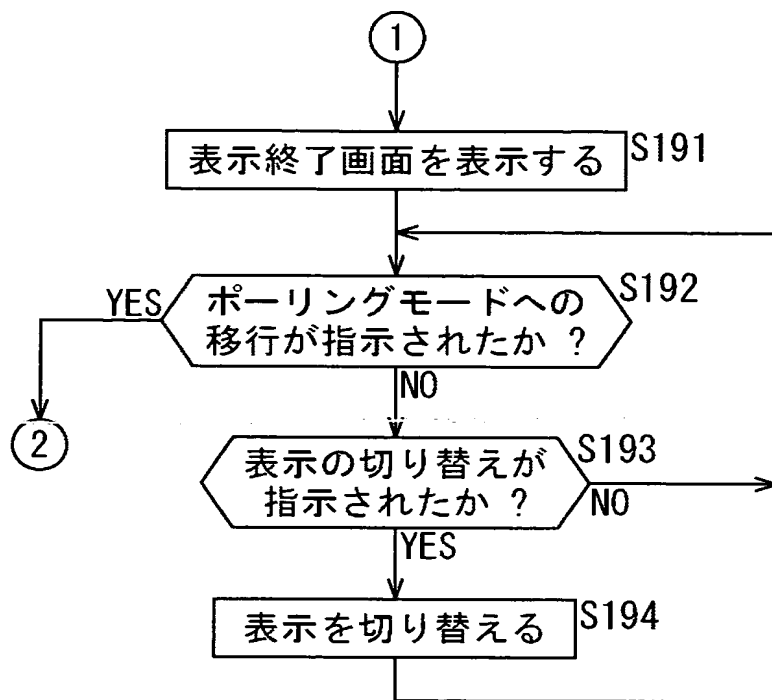 1
表示終了画面を表示する
S191
ポーリングモードへの
移行が指示されたか ?
S192
YES
NO
2
表示の切り替えが
指示されたか ?
S193
NO
YES
表示を切り替える
S194